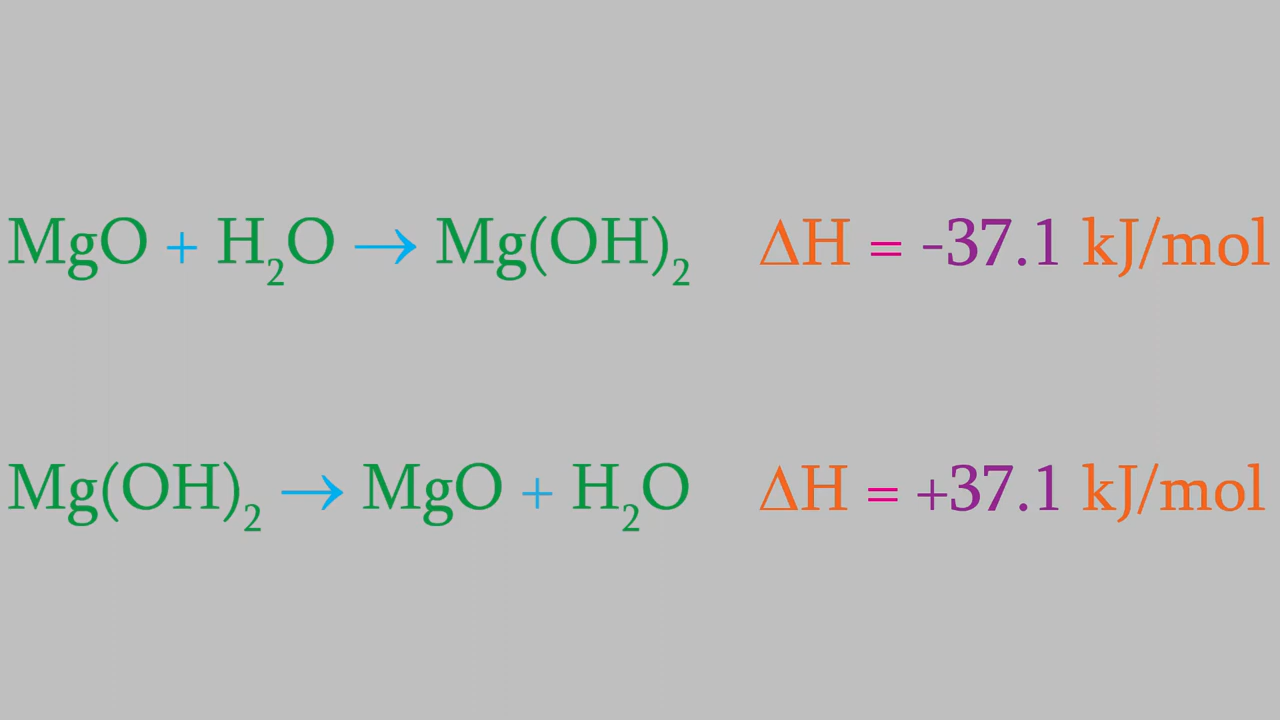 MgO + H₂O → Mg(OH)₂ ΔH = -37.1 kJ/mol
Mg(OH)₂ → MgO + H₂O ΔH = +37.1 kJ/mol